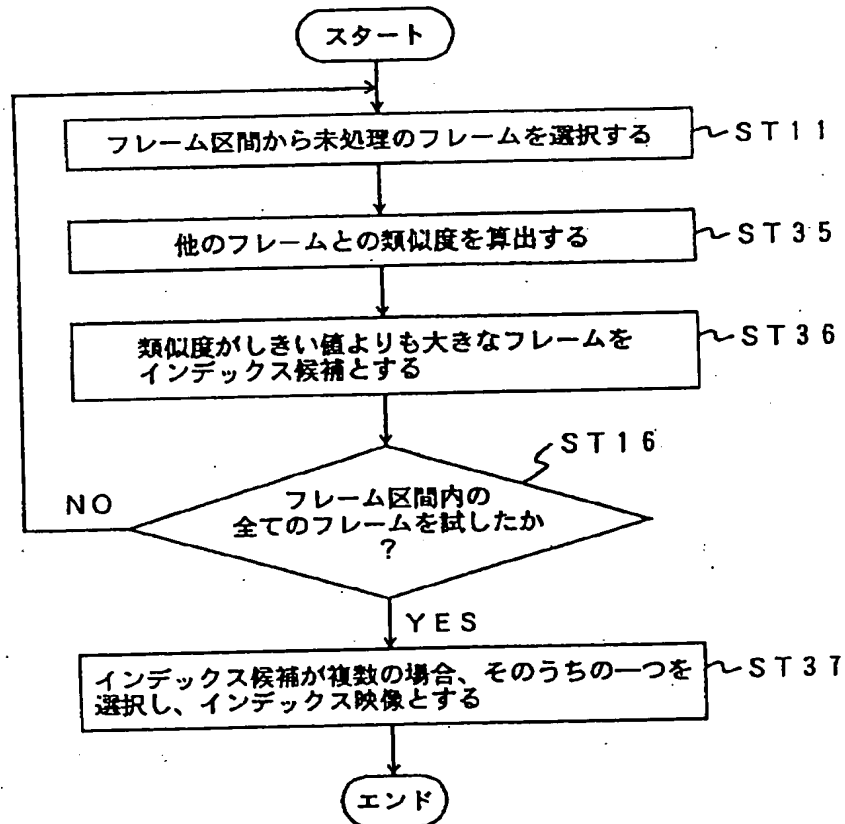 スタート
フレーム区間から未処理のフレームを選択する
ST11
他のフレームとの類似度を算出する
ST35
類似度がしきい値よりも大きなフレームを
インデックス候補とする
ST36
ST16
フレーム区間内の
全てのフレームを試したか
?
NO
YES
インデックス候補が複数の場合、そのうちの一つを
選択し、インデックス映像とする
ST37
エンド